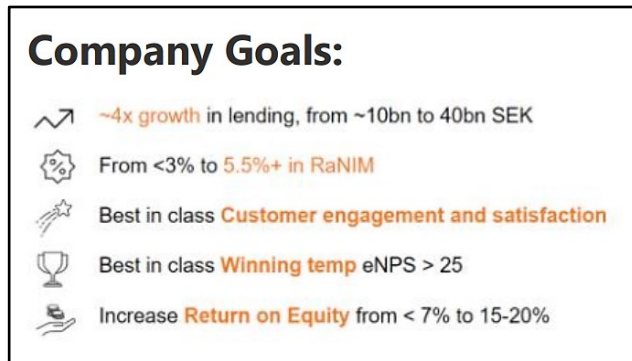 Company Goals:
~4x growth in lending, from ~10bn to 40bn SEK
From <3% to 5.5%+ in RaNIM
Best in class Customer engagement and satisfaction
Best in class Winning temp eNPS > 25
Increase Return on Equity from < 7% to 15-20%